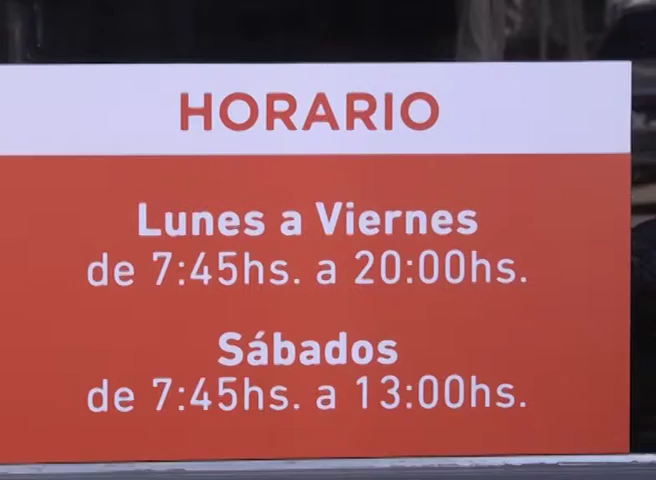 HORARIO
Lunes a Viernes
de 7:45hs. a 20:00hs.
Sábados
de 7:45hs. a 13:00hs.